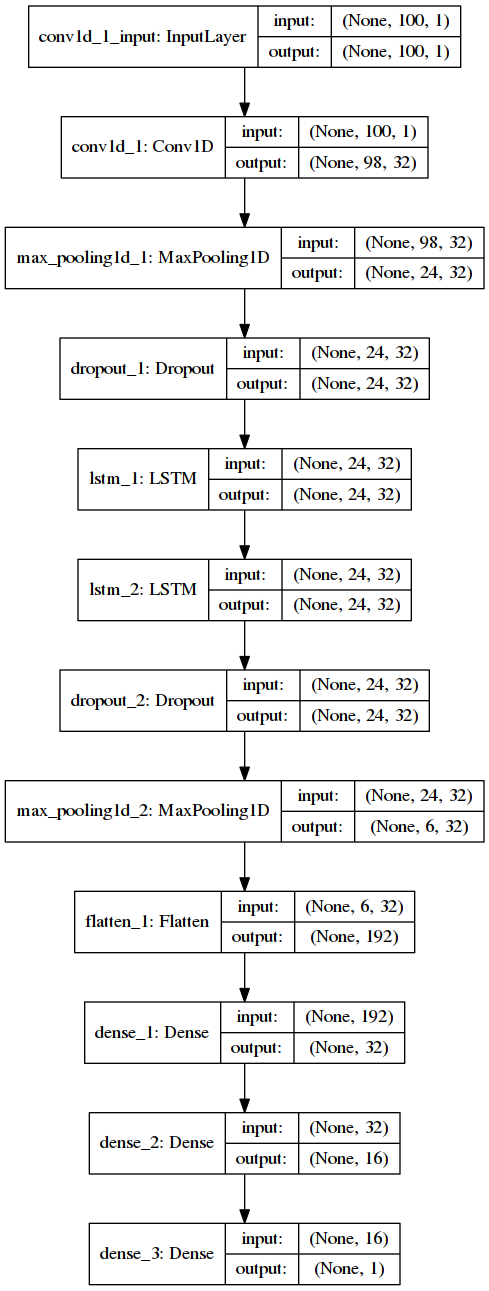 conv1d_1_input: InputLayer
input: (None, 100, 1)
output: (None, 100, 1)
conv1d_1: Conv1D
input: (None, 100, 1)
output: (None, 98, 32)
max_pooling1d_1: MaxPooling1D
input: (None, 98, 32)
output: (None, 24, 32)
dropout_1: Dropout
input: (None, 24, 32)
output: (None, 24, 32)
lstm_1: LSTM
input: (None, 24, 32)
output: (None, 24, 32)
lstm_2: LSTM
input: (None, 24, 32)
output: (None, 24, 32)
dropout_2: Dropout
input: (None, 24, 32)
output: (None, 24, 32)
max_pooling1d_2: MaxPooling1D
input: (None, 24, 32)
output: (None, 6, 32)
flatten_1: Flatten
input: (None, 6, 32)
output: (None, 192)
dense_1: Dense
input: (None, 192)
output: (None, 32)
dense_2: Dense
input: (None, 32)
output: (None, 16)
dense_3: Dense
input: (None, 16)
output: (None, 1)